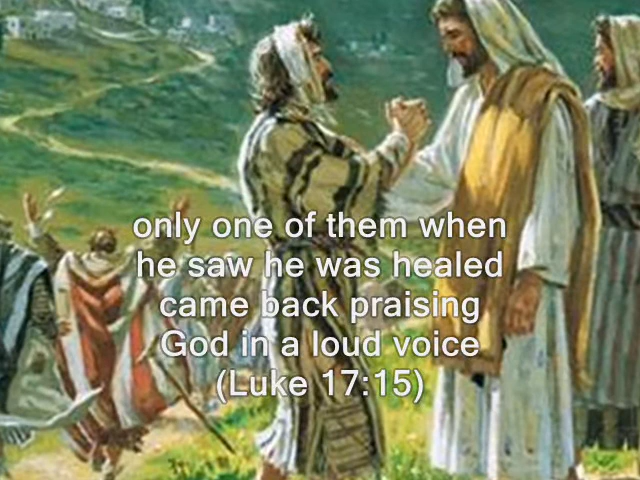 only one of them when
he saw he was healed
came back praising
God in a loud voice
(Luke 17:15)